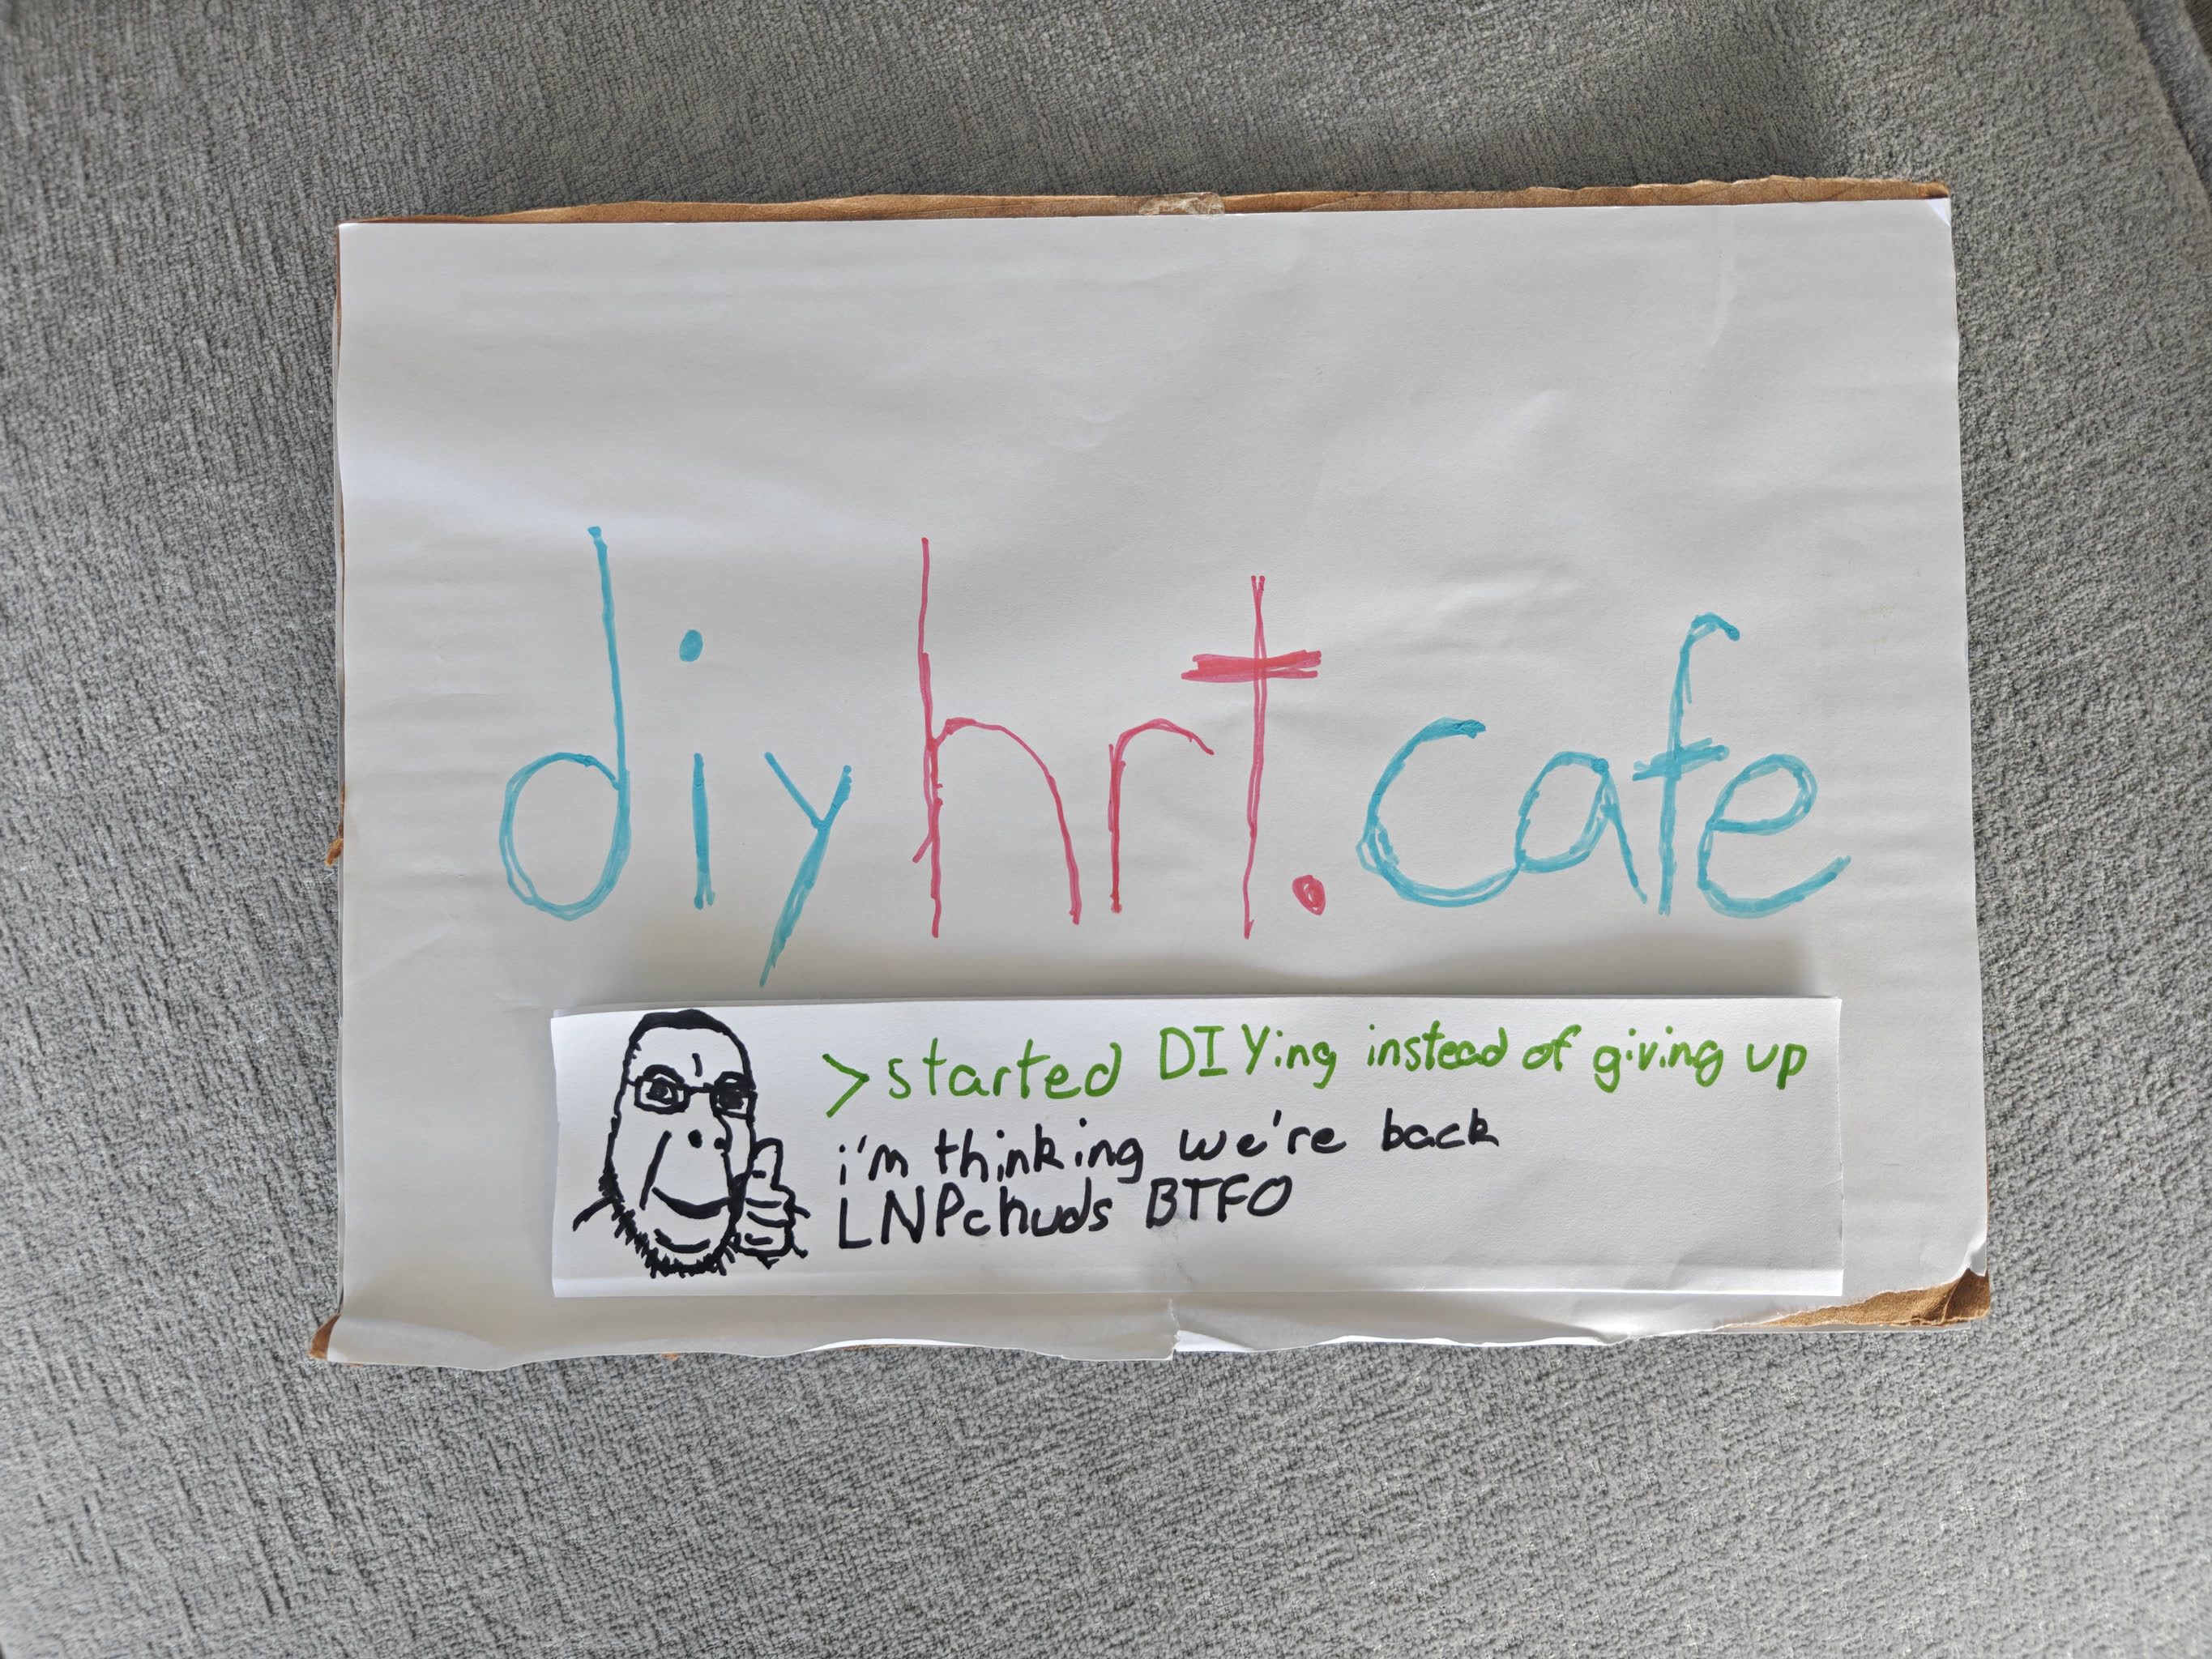 diyhrt.cafe
>started DIYing instead of giving up
i'm thinking we're back
LNPchuds BTFO